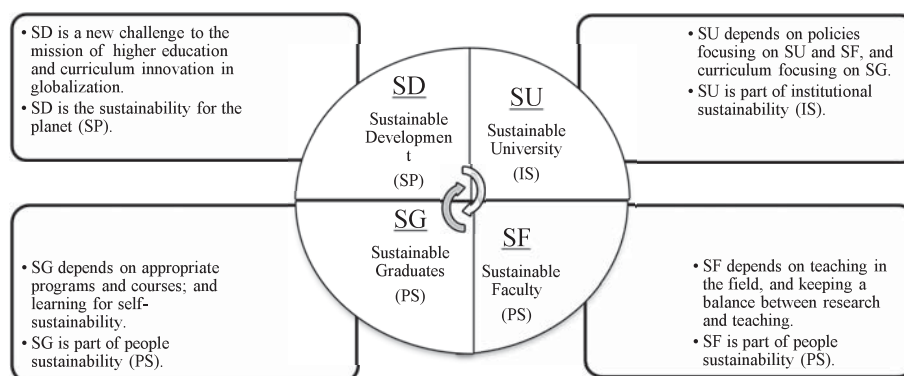 • SD is a new challenge to the
mission of higher education
and curriculum innovation in
globalization.
• SD is the sustainability for the
planet (SP).
• SU depends on policies
focusing on SU and SF, and
curriculum focusing on SG.
• SU is part of institutional
sustainability (IS).
SD
Sustainable
Developmen
t
(SP)
SU
Sustainable
University
(IS)
SG
Sustainable
Graduates
(PS)
SF
Sustainable
Faculty
(PS)
• SG depends on appropriate
programs and courses; and
learning for self-
sustainability.
• SG is part of people
sustainability (PS).
• SF depends on teaching in
the field, and keeping a
balance between research
and teaching.
• SF is part of people
sustainability (PS).